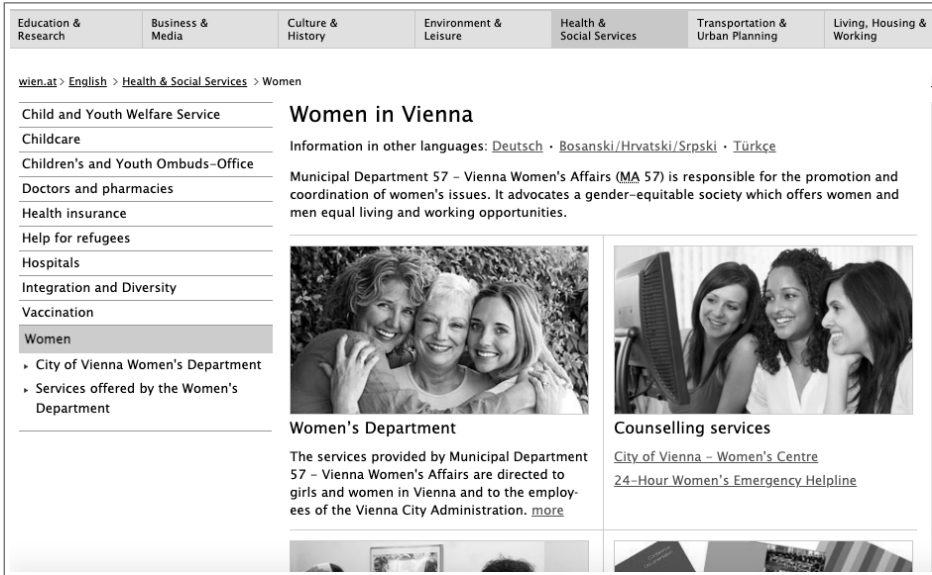 Education &
Research
Business &
Media
Culture &
History
Environment &
Leisure
Health &
Social Services
Transportation &
Urban Planning
Living, Housing &
Working
wien.at > English > Health & Social Services > Women
Child and Youth Welfare Service
Childcare
Children's and Youth Ombuds-Office
Doctors and pharmacies
Health insurance
Help for refugees
Hospitals
Integration and Diversity
Vaccination
Women
City of Vienna Women's Department
Services offered by the Women's
Department
Women in Vienna
Information in other languages: Deutsch · Bosanski/Hrvatski/Srpski · Türkçe
Municipal Department 57 – Vienna Women's Affairs (MA 57) is responsible for the promotion and
coordination of women's issues. It advocates a gender-equitable society which offers women and
men equal living and working opportunities.
Women's Department
The services provided by Municipal Department
57 – Vienna Women's Affairs are directed to
girls and women in Vienna and to the employ-
ees of the Vienna City Administration. more
Counselling services
City of Vienna – Women's Centre
24-Hour Women's Emergency Helpline